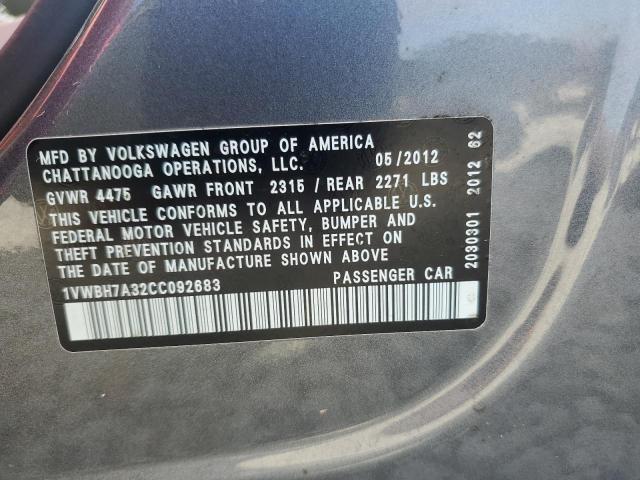 MFD BY VOLKSWAGEN GROUP OF AMERICA
CHATTANOOGA OPERATIONS, LLC. 05/2012
GVWR 4475 GAWR FRONT 2315 / REAR 2271 LBS
THIS VEHICLE CONFORMS TO ALL APPLICABLE U.S.
FEDERAL MOTOR VEHICLE SAFETY, BUMPER AND
THEFT PREVENTION STANDARDS IN EFFECT ON
THE DATE OF MANUFACTURE SHOWN ABOVE
1VWBH7A32CC092683 PASSENGER CAR
2030301 2012 62